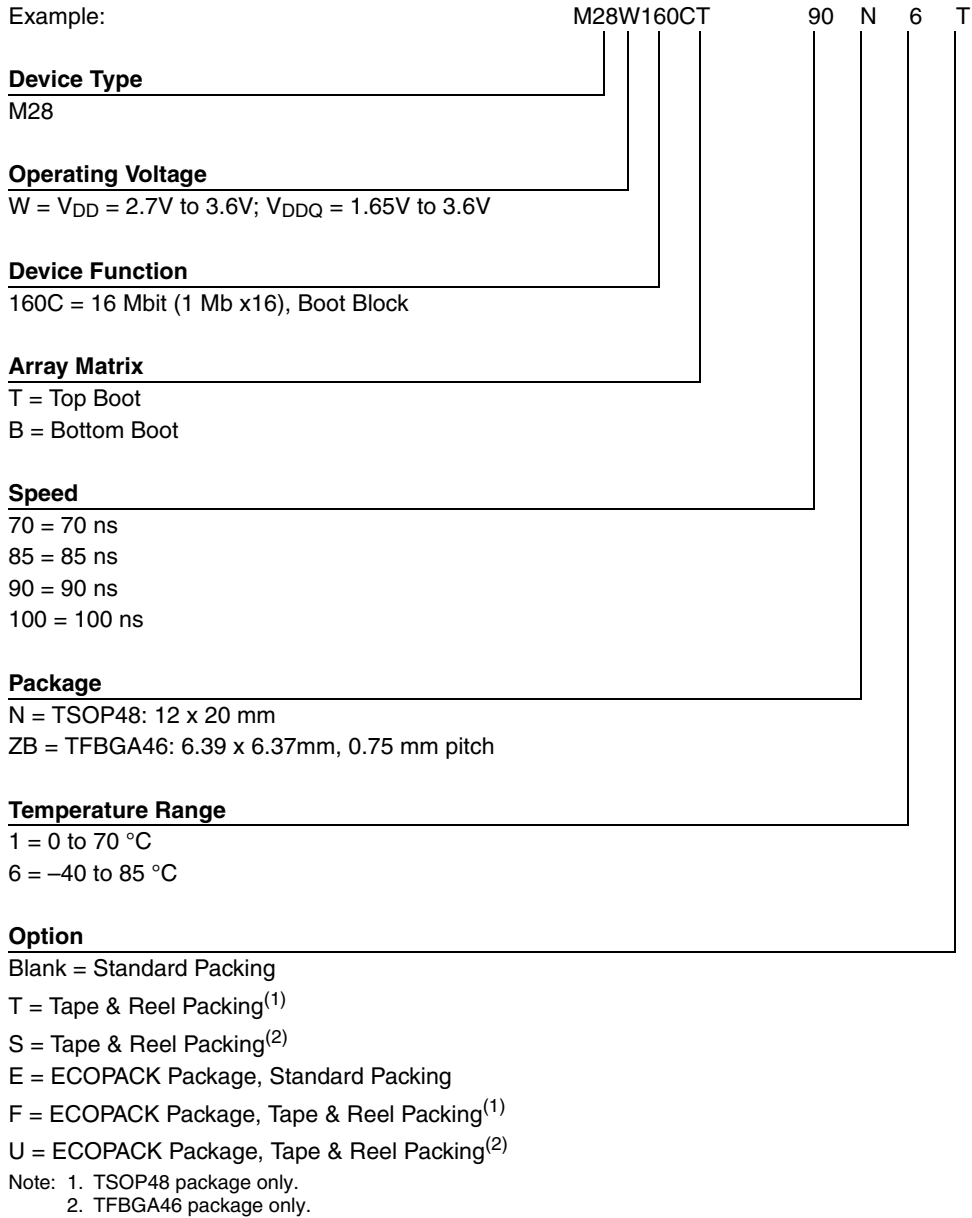 Example: M28W160CT 90 N 6 T
Device Type
M28
Operating Voltage
W = VDD = 2.7V to 3.6V; VDDQ = 1.65V to 3.6V
Device Function
160C = 16 Mbit (1 Mb x16), Boot Block
Array Matrix
T = Top Boot
B = Bottom Boot
Speed
70 = 70 ns
85 = 85 ns
90 = 90 ns
100 = 100 ns
Package
N = TSOP48: 12 x 20 mm
ZB = TFBGA46: 6.39 x 6.37mm, 0.75 mm pitch
Temperature Range
1 = 0 to 70 °C
6 = –40 to 85 °C
Option
Blank = Standard Packing
T = Tape & Reel Packing(1)
S = Tape & Reel Packing(2)
E = ECOPACK Package, Standard Packing
F = ECOPACK Package, Tape & Reel Packing(1)
U = ECOPACK Package, Tape & Reel Packing(2)
Note: 1. TSOP48 package only.
2. TFBGA46 package only.